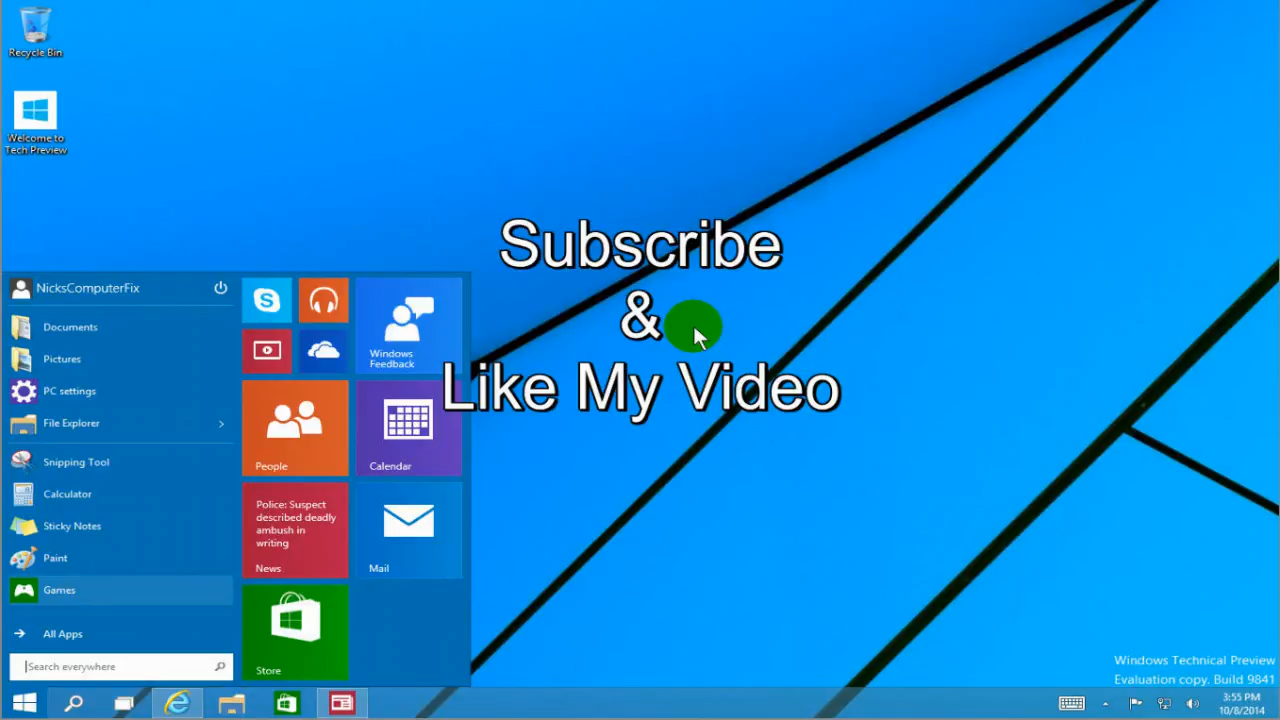 Recycle Bin
Welcome to
Tech Preview
Subscribe
&
Like My Video
NicksComputerFix
Documents
Pictures
PC settings
File Explorer
Snipping Tool
Calculator
Sticky Notes
Paint
Games
All Apps
Search everywhere
Windows
Feedback
People
Calendar
Police: Suspect
described deadly
ambush in
writing
News
Mail
Store
Windows Technical Preview
Evaluation copy. Build 9841
3:55 PM
10/8/2014